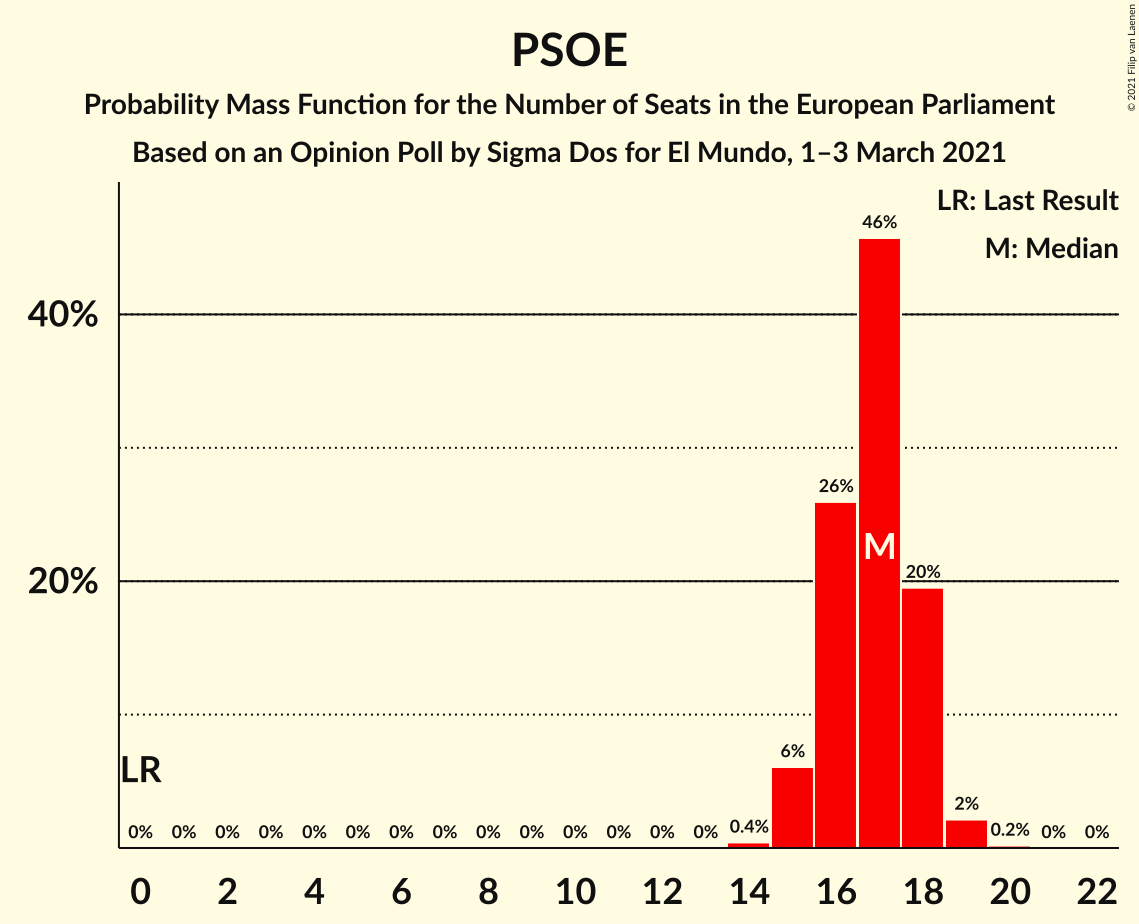 PSOE
Probability Mass Function for the Number of Seats in the European Parliament
Based on an Opinion Poll by Sigma Dos for El Mundo, 1–3 March 2021
© 2021 Filip van Laenen
LR: Last Result
M: Median
46%
40%
26%
M
20%
20%
6%
LR
2%
0% 0% 0% 0% 0% 0% 0% 0% 0% 0% 0% 0% 0% 0% 0.4% 0.2% 0% 0%
0 2 4 6 8 10 12 14 16 18 20 22